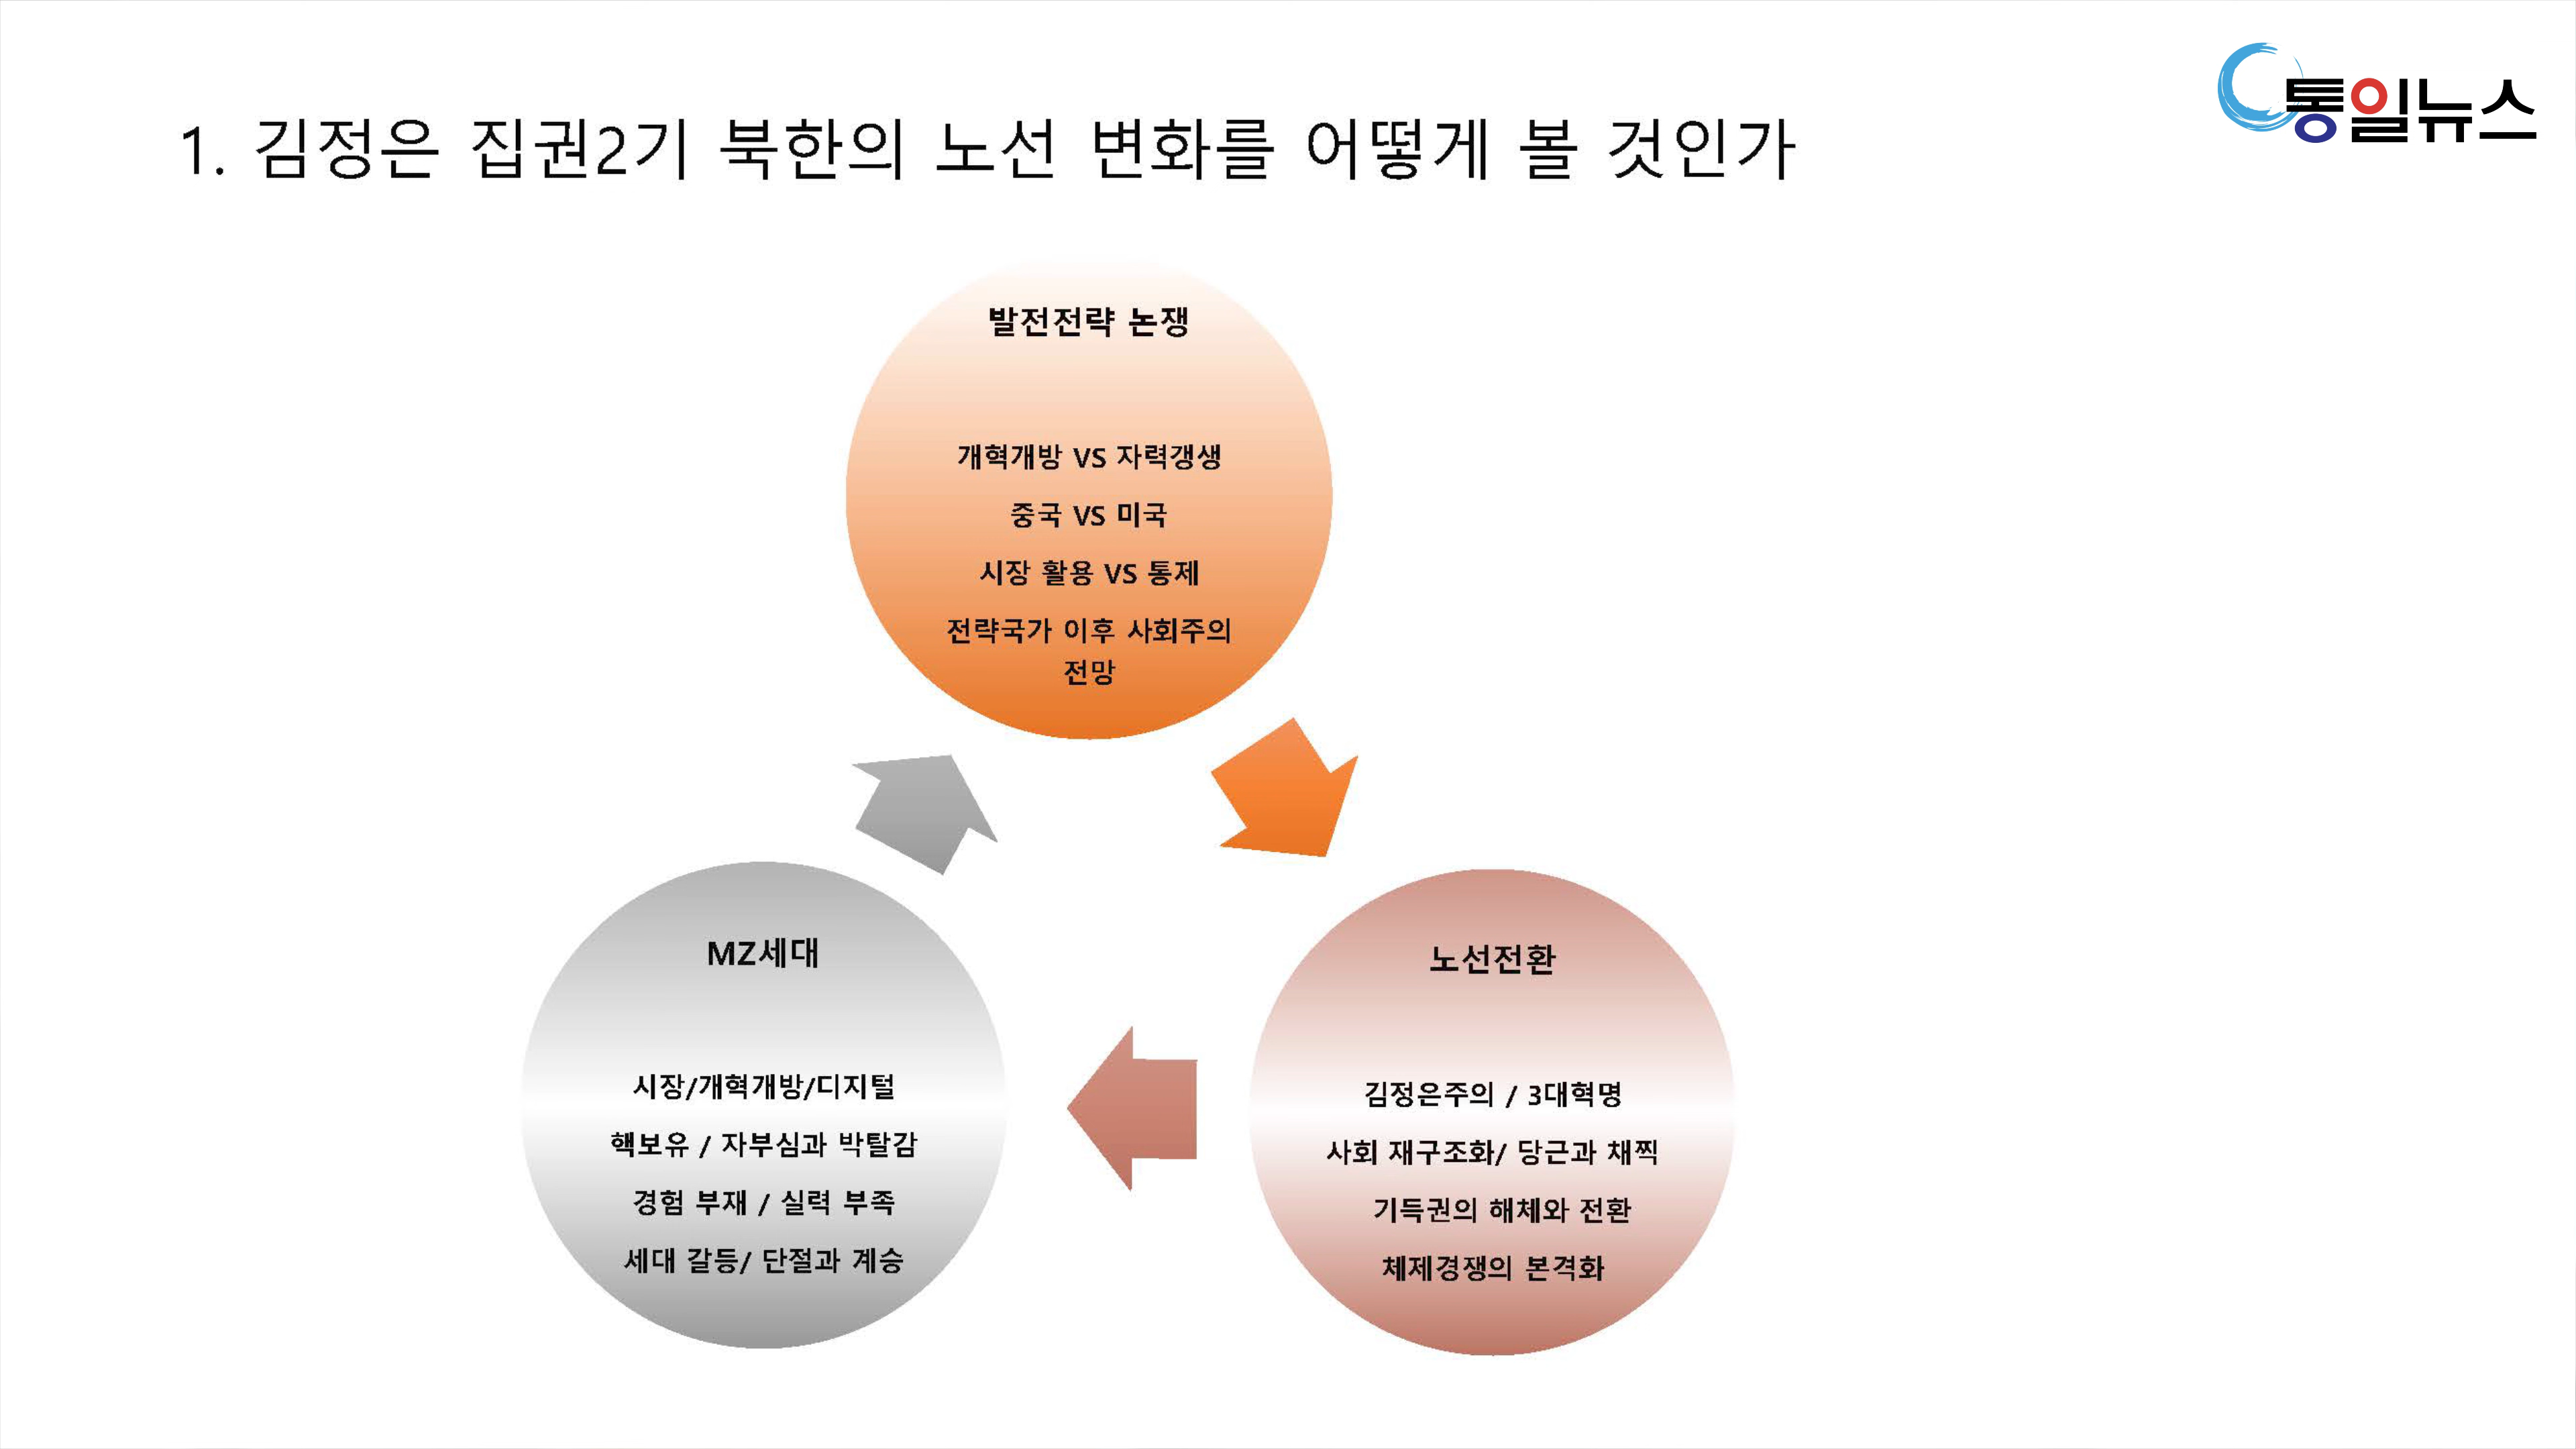 1. 김정은 집권2기 북한의 노선 변화를 어떻게 볼 것인가
통일뉴스
발전전략 논쟁
개혁개방 VS 자력갱생
중국 VS 미국
시장 활용 VS 통제
전략국가 이후 사회주의
전망
MZ세대
시장/개혁개방/디지털
핵보유 / 자부심과 박탈감
경험 부재 / 실력 부족
세대 갈등/ 단절과 계승
노선전환
김정은주의 / 3대혁명
사회 재구조화/ 당근과 채찍
기득권의 해체와 전환
체제경쟁의 본격화